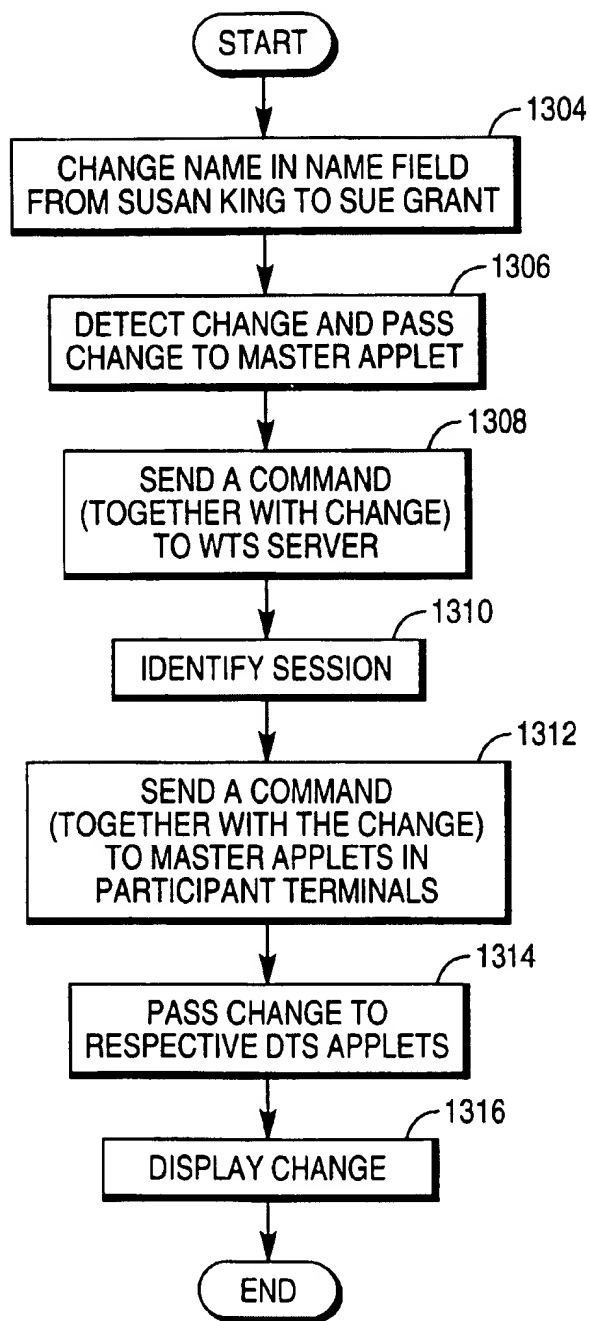 START
1304
CHANGE NAME IN NAME FIELD
FROM SUSAN KING TO SUE GRANT
1306
DETECT CHANGE AND PASS
CHANGE TO MASTER APPLET
1308
SEND A COMMAND
(TOGETHER WITH CHANGE)
TO WTS SERVER
1310
IDENTIFY SESSION
1312
SEND A COMMAND
(TOGETHER WITH THE CHANGE)
TO MASTER APPLETS IN
PARTICIPANT TERMINALS
1314
PASS CHANGE TO
RESPECTIVE DTS APPLETS
1316
DISPLAY CHANGE
END